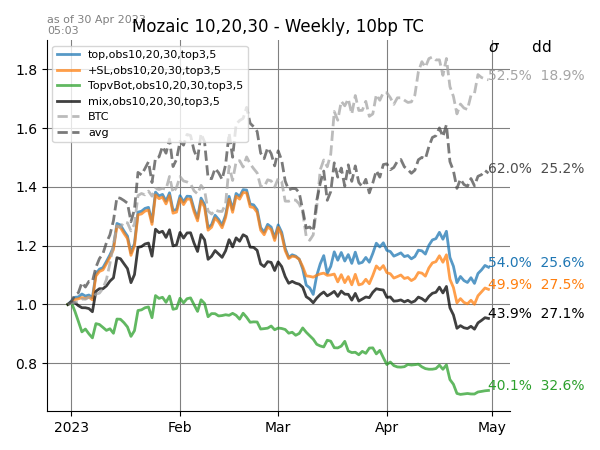 as of 30 Apr 2023
05:03
Mozaic 10,20,30 - Weekly, 10bp TC
σ dd
top,obs10,20,30,top3,5
+SL,obs10,20,30,top3,5
TopvBot,obs10,20,30,top3,5
mix,obs10,20,30,top3,5
BTC
avg
1.8
1.6
1.4
1.2
1.0
0.8
52.5% 18.9%
62.0% 25.2%
54.0% 25.6%
49.9% 27.5%
43.9% 27.1%
40.1% 32.6%
2023 Feb Mar Apr May